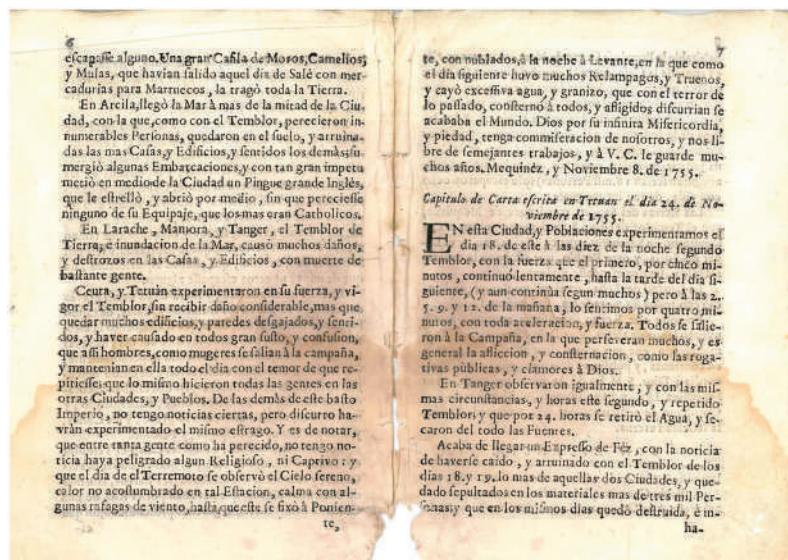 6
escapasse alguno. Una gran Cafila de Moros, Camellos,
y Mulas, que havian salido aquel dia de Salè con mer-
cadurias para Marruecos, la tragò toda la Tierra.
En Arcila, llegò la Mar à mas de la mitad de la Ciu-
dad, con la que, como con el Temblor, perecieron in-
numerables Personas, quedaron en el suelo, y arruina-
das las mas Casas, y Edificios, y sentidos los demàs; su-
mergiò algunas Embarcaciones, y con tan gran impetu
metiò en medio de la Ciudad un Pingue grande Inglès,
que le estrellò, y abriò por medio, sin que pereciesse
ninguno de su Equipaje, que los mas eran Catholicos.
En Larache, Mamora, y Tanger, el Temblor de
Tierra, e inundacion de la Mar, causò muchos daños,
y destrozos en las Casas, y Edificios, con muerte de
bastante gente.
Ceuta, y Tetuàn experimentaron en su fuerza, y vi-
gor el Temblor, sin recibir daño considerable, mas que
quedar muchos edificios, y paredes desgajados, y senti-
dos, y haver causado en todos gran susto, y confusion,
que assi hombres, como mugeres se salian à la campaña,
y mantenian en ella todo el dia con el temor de que re-
pitiesse; que lo mismo hicieron todas las gentes en las
otras Ciudades, y Pueblos. De las demàs de este basto
Imperio, no tengo noticias ciertas, pero discurro ha-
vràn experimentado el mismo estrago. Y es de notar,
que entre tanta gente como ha perecido, no tengo no-
ticia haya peligrado algun Religioso, ni Captivo: y
que el dia de el Terremoto se observò el Cielo sereno,
calor no acostumbrado en tal Estacion, calma con al-
gunas rafagas de viento, hasta que este se fixò à Ponien-
te,
7
te, con nublados, à la noche à Levante, en la que como
el dia siguiente huvo muchos Relampagos, y Truenos,
y cayò excessiva agua, y granizo, que con el terror de
lo passado, consternò à todos, y afligidos discurrian se
acababa el Mundo. Dios por su infinita Misericordia,
y piedad, tenga commiseracion de nosotros, y nos li-
bre de semejantes trabajos, y à V. C. le guarde mu-
chos años. Mequinèz, y Noviembre 8. de 1755.
Capitulo de Carta escrita en Tetuan el dia 24. de No-
viembre de 1755.
EN esta Ciudad, y Poblaciones experimentamos el
dia 18. de este à las diez de la noche segundo
Temblor, con la fuerza que el primero, por cinco mi-
nutos, continuò lentamente, hasta la tarde del dia si-
guiente, (y aun continùa segun muchos) pero à las 2..
5. 9. y 12. de la mañana, lo sentimos por quatro mi-
nutos, con toda aceleracion, y fuerza. Todos se salie-
ron à la Campaña, en la que perseveran muchos, y es
general la afliccion, y consternacion, como las roga-
tivas públicas, y clamores à Dios.
En Tanger observaron igualmente, y con las mis-
mas circunstancias, y horas este segundo, y repetido
Temblor; y que por 24. horas se retirò el Agua, y se-
caron del todo las Fuentes.
Acaba de llegar un Expresso de Fèz, con la noticia
de haverse caido, y arruinado con el Temblor de los
dias 18. y 19. lo mas de aquellas dos Ciudades, y que-
dado sepultados en los materiales mas de tres mil Per-
sonas; y que en los mismos dias quedò destruida, è in-
ha-